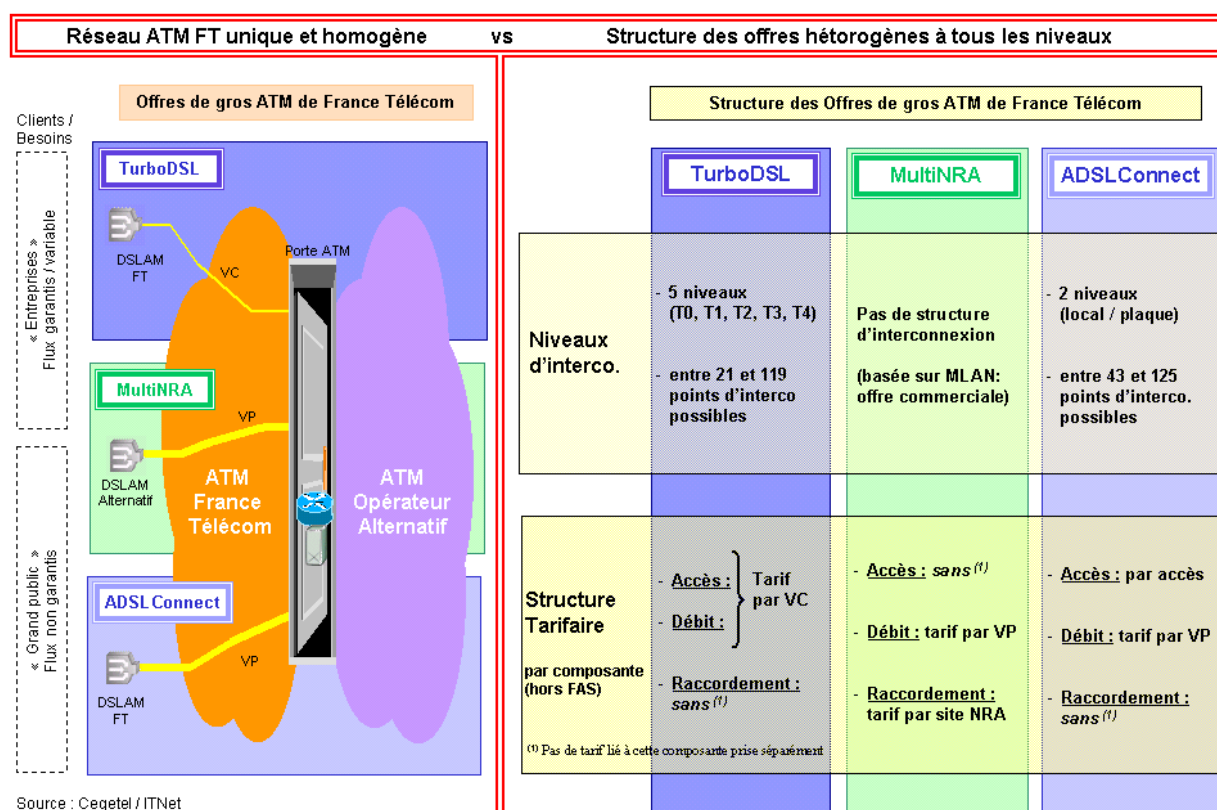 Réseau ATM FT unique et homogène
vs
Structure des offres hétorogènes à tous les niveaux
Offres de gros ATM de France Télécom
Clients /
Besoins
« Entreprises »
Flux garantis / variable
« Grand public »
Flux non garantis
TurboDSL
DSLAM
FT
VC
Porte ATM
MultiNRA
VP
DSLAM
Alternatif
ATM
France
Télécom
ATM
Opérateur
Alternatif
ADSLConnect
VP
DSLAM
FT
Source : Cegetel / ITNet
Structure des Offres de gros ATM de France Télécom
TurboDSL
MultiNRA
ADSLConnect
Niveaux
d'interco.
- 5 niveaux
(T0, T1, T2, T3, T4)
- entre 21 et 119
points d'interco
possibles
Pas de structure
d'interconnexion
(basée sur MLAN:
offre commerciale)
- 2 niveaux
(local / plaque)
- entre 43 et 125
points d'interco.
possibles
Structure
Tarifaire
par composante
(hors FAS)
- Accès :
- Débit :
Tarif
par VC
- Raccordement :
sans (1)
- Accès : sans (1)
- Débit : tarif par VP
- Raccordement :
tarif par site NRA
- Accès : par accès
- Débit : tarif par VP
- Raccordement :
sans (1)
(1) Pas de tarif lié à cette composante prise séparément